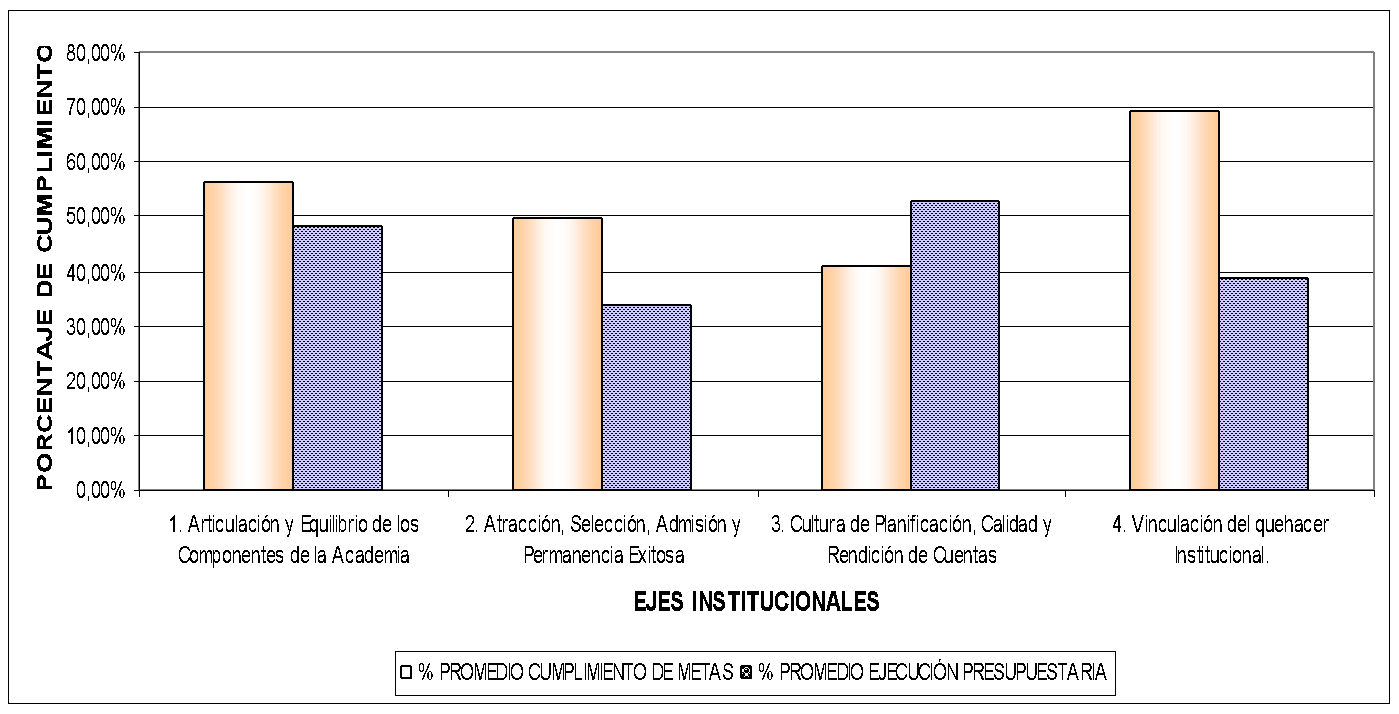 PORCENTAJE DE CUMPLIMIENTO
80,00%
70,00%
60,00%
50,00%
40,00%
30,00%
20,00%
10,00%
0,00%
1. Articulación y Equilibrio de los
Componentes de la Academia
2. Atracción, Selección, Admisión y
Permanencia Exitosa
3. Cultura de Planificación, Calidad y
Rendición de Cuentas
4. Vinculación del quehacer
Institucional.
EJES INSTITUCIONALES
% PROMEDIO CUMPLIMIENTO DE METAS % PROMEDIO EJECUCIÓN PRESUPUESTARIA